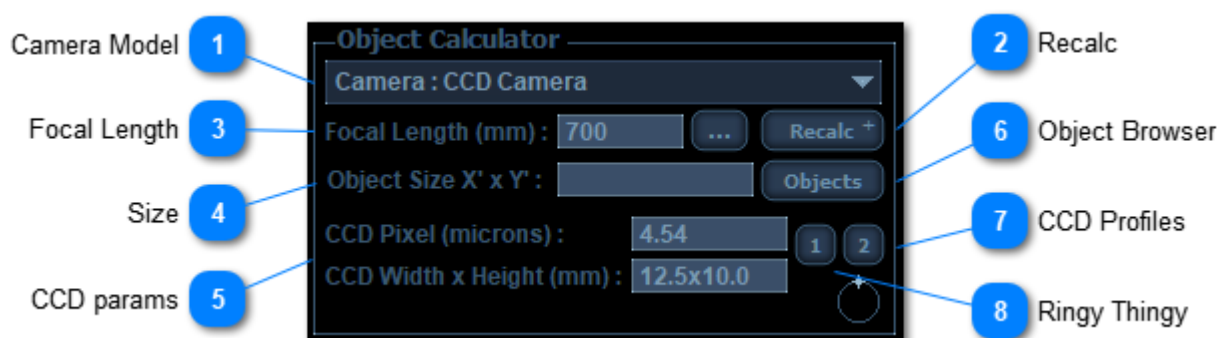 Object Calculator
Camera Model 1 Camera : CCD Camera 2 Recalc
Focal Length 3 Focal Length (mm) : 700 ... Recalc + 6 Object Browser
Size 4 Object Size X' x Y' : Objects
CCD Pixel (microns) : 4.54 1 2 7 CCD Profiles
CCD params 5 CCD Width x Height (mm) : 12.5x10.0 8 Ringy Thingy